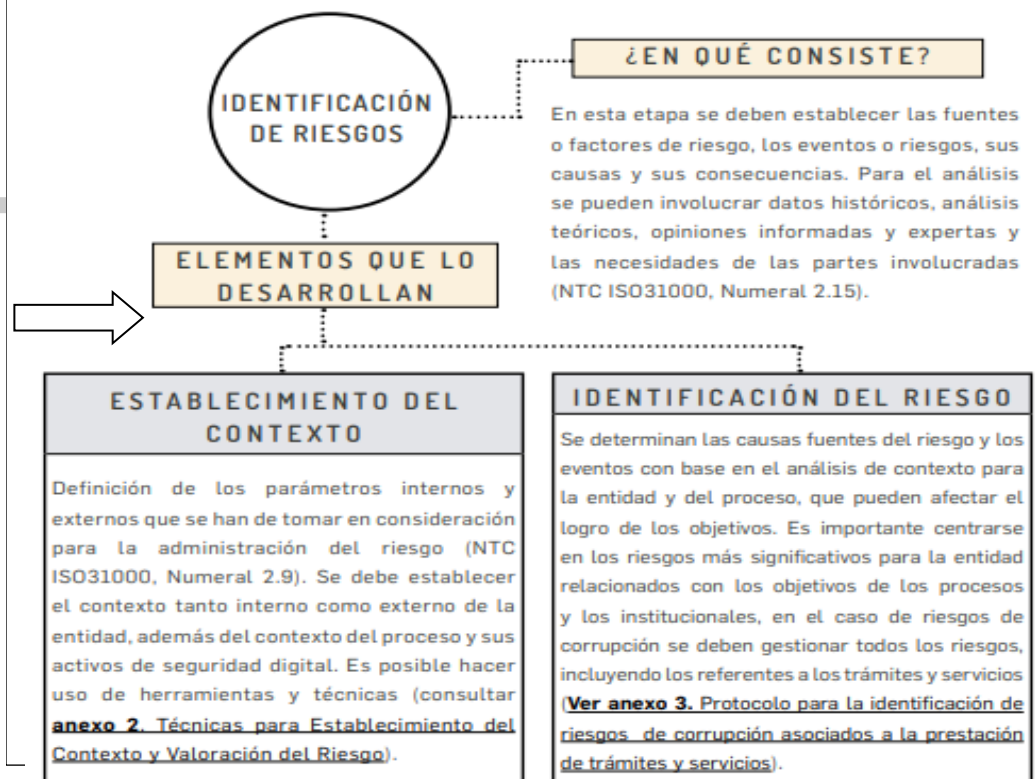 IDENTIFICACIÓN
DE RIESGOS
¿EN QUÉ CONSISTE?
En esta etapa se deben establecer las fuentes
o factores de riesgo, los eventos o riesgos, sus
causas y sus consecuencias. Para el análisis
se pueden involucrar datos históricos, análisis
teóricos, opiniones informadas y expertas y
las necesidades de las partes involucradas
(NTC ISO31000, Numeral 2.15).
ELEMENTOS QUE LO
DESARROLLAN
ESTABLECIMIENTO DEL
CONTEXTO
Definición de los parámetros internos y
externos que se han de tomar en consideración
para la administración del riesgo (NTC
ISO31000, Numeral 2.9). Se debe establecer
el contexto tanto interno como externo de la
entidad, además del contexto del proceso y sus
activos de seguridad digital. Es posible hacer
uso de herramientas y técnicas (consultar
anexo 2. Técnicas para Establecimiento del
Contexto y Valoración del Riesgo).
IDENTIFICACIÓN DEL RIESGO
Se determinan las causas fuentes del riesgo y los
eventos con base en el análisis de contexto para
la entidad y del proceso, que pueden afectar el
logro de los objetivos. Es importante centrarse
en los riesgos más significativos para la entidad
relacionados con los objetivos de los procesos
y los institucionales, en el caso de riesgos de
corrupción se deben gestionar todos los riesgos,
incluyendo los referentes a los trámites y servicios
(Ver anexo 3. Protocolo para la identificación de
riesgos de corrupción asociados a la prestación
de trámites y servicios).